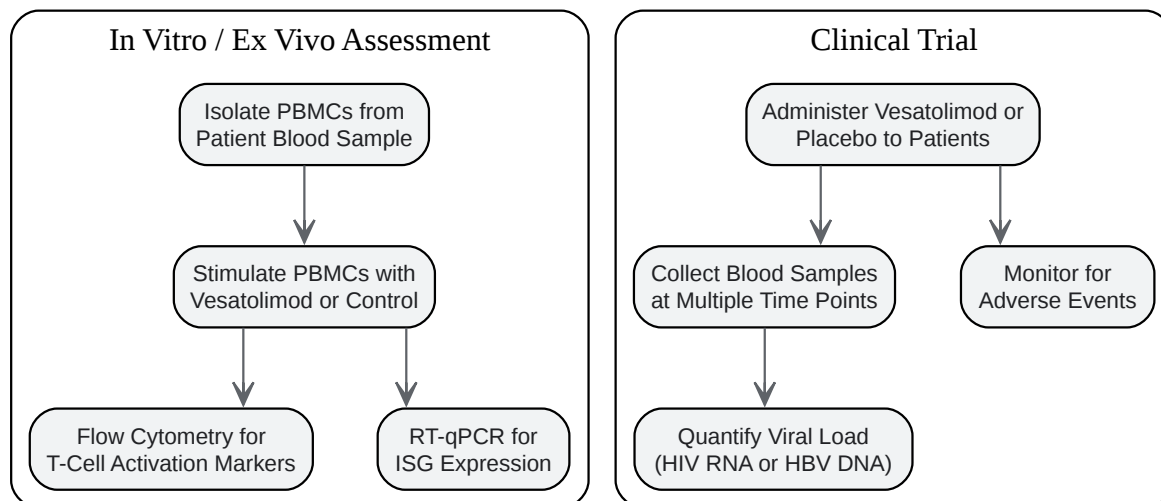 In Vitro / Ex Vivo Assessment
Isolate PBMCs from
Patient Blood Sample
Stimulate PBMCs with
Vesatolimod or Control
Flow Cytometry for
T-Cell Activation Markers
RT-qPCR for
ISG Expression
Clinical Trial
Administer Vesatolimod or
Placebo to Patients
Collect Blood Samples
at Multiple Time Points
Monitor for
Adverse Events
Quantify Viral Load
(HIV RNA or HBV DNA)